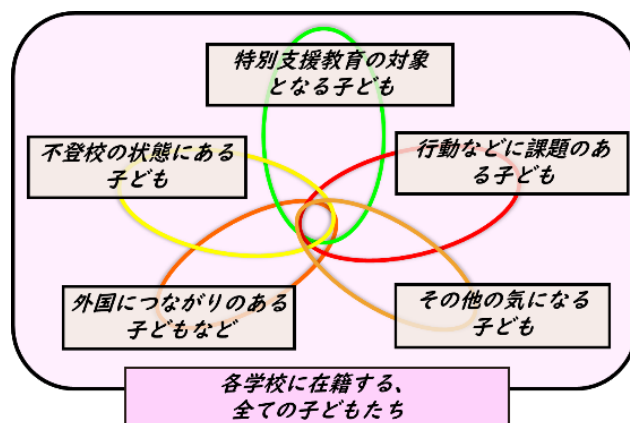 特別支援教育の対象
となる子ども
不登校の状態にある
子ども
行動などに課題のあ
る子ども
外国につながりのある
子どもなど
その他の気になる
子ども
各学校に在籍する、
全ての子どもたち